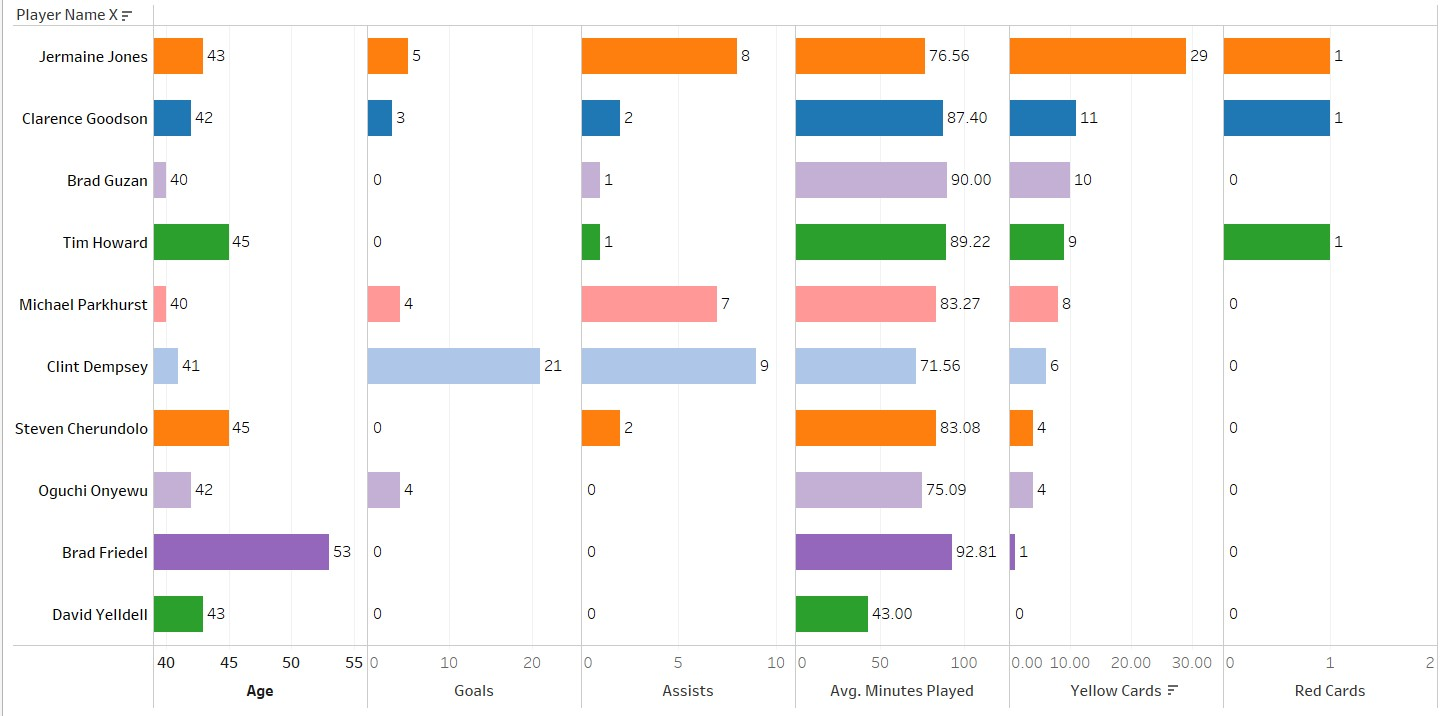 Player Name X
Jermaine Jones 43 5 8 76.56 29 1
Clarence Goodson 42 3 2 87.40 11 1
Brad Guzan 40 0 1 90.00 10 0
Tim Howard 45 0 1 89.22 9 1
Michael Parkhurst 40 4 7 83.27 8 0
Clint Dempsey 41 21 9 71.56 6 0
Steven Cherundolo 45 0 2 83.08 4 0
Oguchi Onyewu 42 4 0 75.09 4 0
Brad Friedel 53 0 0 92.81 1 0
David Yelldell 43 0 0 43.00 0 0
40 45 50 55 0 10 20 0 5 10 0 50 100 0.00 10.00 20.00 30.00 0 1 2
Age Goals Assists Avg. Minutes Played Yellow Cards Red Cards